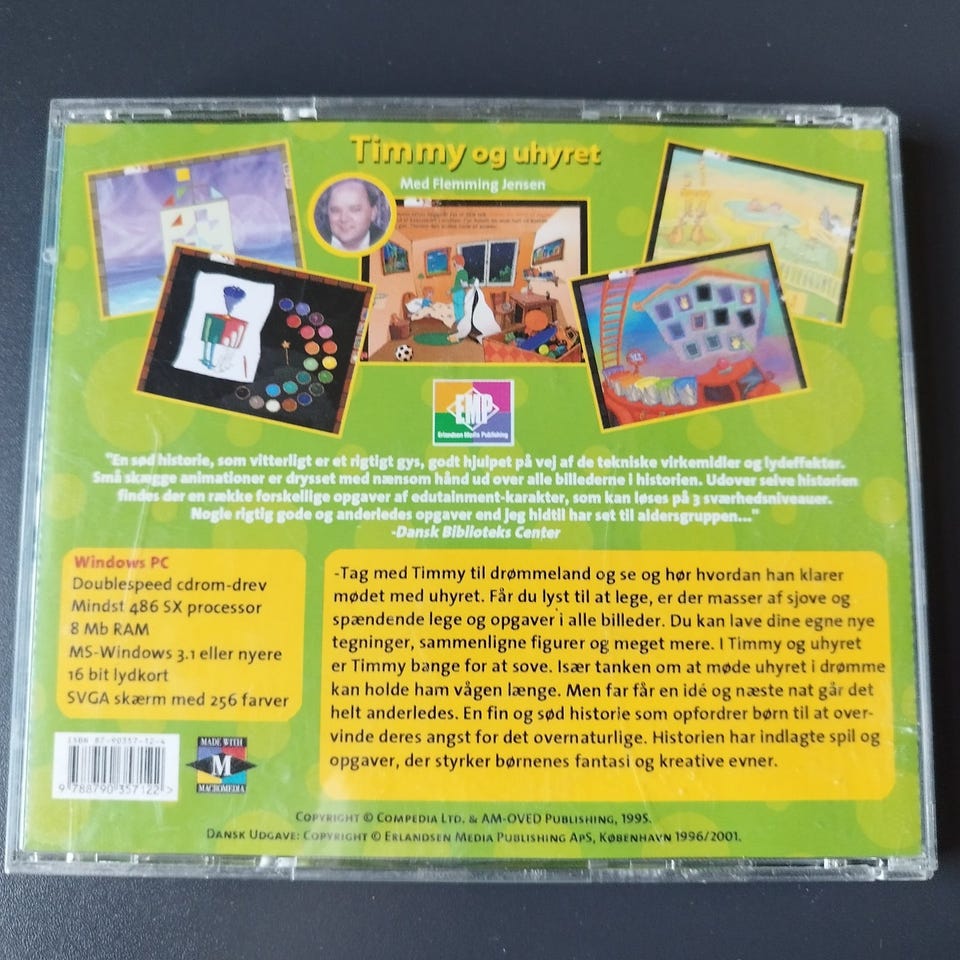 Timmy og uhyret
Med Flemming Jensen
EMP
Erlandsen Media Publishing
"En sød historie, som vitterligt er et rigtigt gys, godt hjulpet på vej af de tekniske virkemidler og lydeffekter.
Små skægge animationer er drysset med nænsom hånd ud over alle billederne i historien. Udover selve historien
findes der en række forskellige opgaver af edutainment-karakter, som kan løses på 3 sværhedsniveauer.
Nogle rigtig gode og anderledes opgaver end jeg hidtil har set til aldersgruppen..."
-Dansk Biblioteks Center
Windows PC
Doublespeed cdrom-drev
Mindst 486 SX processor
8 Mb RAM
MS-Windows 3.1 eller nyere
16 bit lydkort
SVGA skærm med 256 farver
-Tag med Timmy til drømmeland og se og hør hvordan han klarer
mødet med uhyret. Får du lyst til at lege, er der masser af sjove og
spændende lege og opgaver i alle billeder. Du kan lave dine egne nye
tegninger, sammenligne figurer og meget mere. I Timmy og uhyret
er Timmy bange for at sove. Især tanken om at møde uhyret i drømme
kan holde ham vågen længe. Men far får en idé og næste nat går det
helt anderledes. En fin og sød historie som opfordrer børn til at over-
vinde deres angst for det overnaturlige. Historien har indlagte spil og
opgaver, der styrker børnenes fantasi og kreative evner.
ISBN 87-90357-12-4
9 788790 357122 >
MADE WITH
M
MACROMEDIA
COPYRIGHT © COMPEDIA LTD. & AM-OVED PUBLISHING, 1995.
DANSK UDGAVE: COPYRIGHT © ERLANDSEN MEDIA PUBLISHING APS, KØBENHAVN 1996/2001.